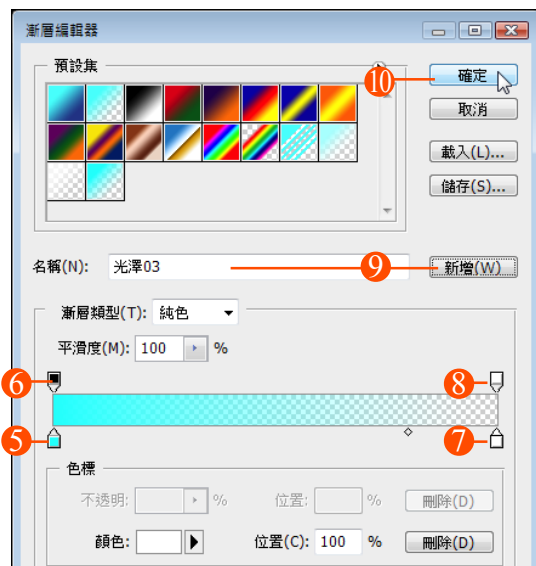 漸層編輯器
預設集
10
確定
取消
載入(L)...
儲存(S)...
名稱(N): 光澤03
9
新增(W)
漸層類型(T): 純色
平滑度(M): 100 %
6
8
5
7
色標
不透明: % 位置: % 刪除(D)
顏色: 位置(C): 100 % 刪除(D)